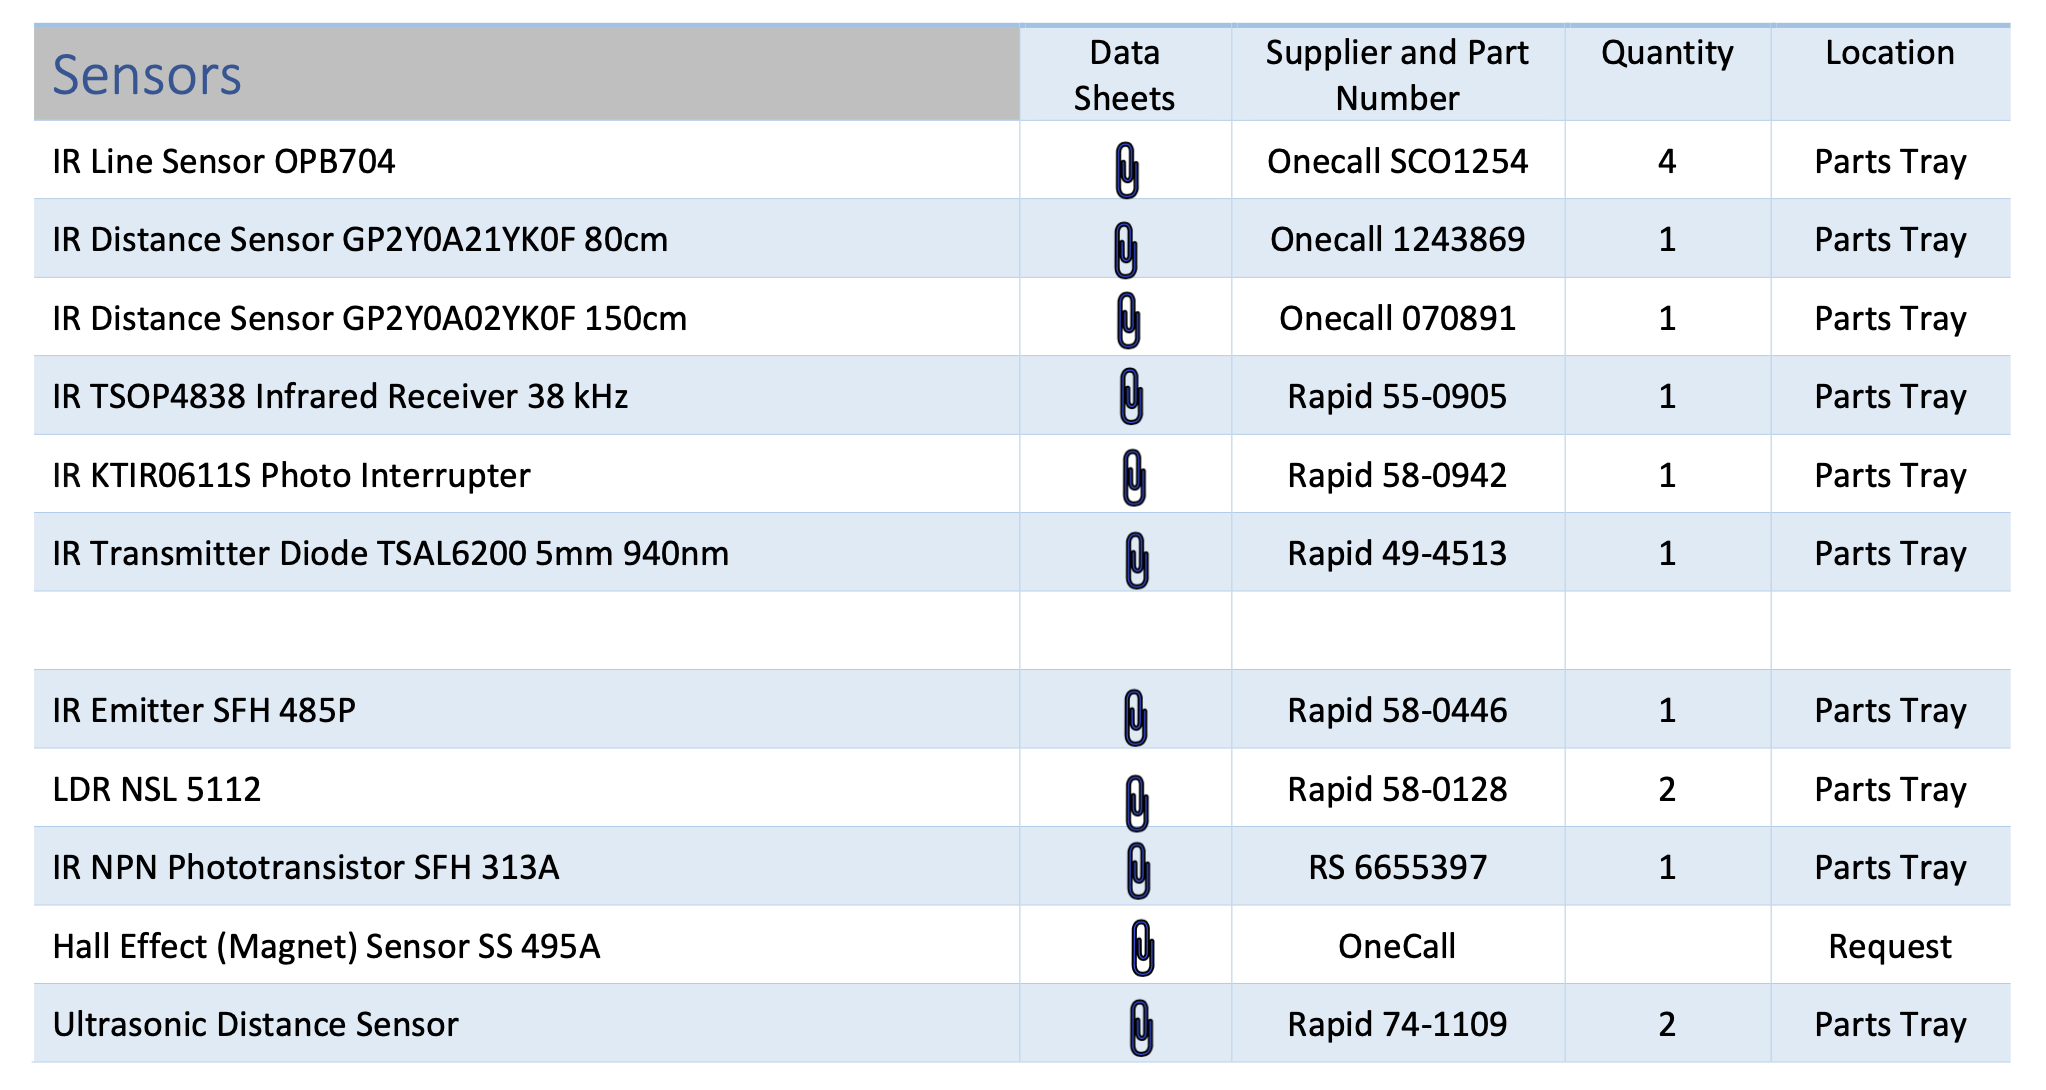 Sensors Data Sheets Supplier and Part Number Quantity Location
IR Line Sensor OPB704 Onecall SCO1254 4 Parts Tray
IR Distance Sensor GP2Y0A21YK0F 80cm Onecall 1243869 1 Parts Tray
IR Distance Sensor GP2Y0A02YK0F 150cm Onecall 070891 1 Parts Tray
IR TSOP4838 Infrared Receiver 38 kHz Rapid 55-0905 1 Parts Tray
IR KTIR0611S Photo Interrupter Rapid 58-0942 1 Parts Tray
IR Transmitter Diode TSAL6200 5mm 940nm Rapid 49-4513 1 Parts Tray
IR Emitter SFH 485P Rapid 58-0446 1 Parts Tray
LDR NSL 5112 Rapid 58-0128 2 Parts Tray
IR NPN Phototransistor SFH 313A RS 6655397 1 Parts Tray
Hall Effect (Magnet) Sensor SS 495A OneCall Request
Ultrasonic Distance Sensor Rapid 74-1109 2 Parts Tray